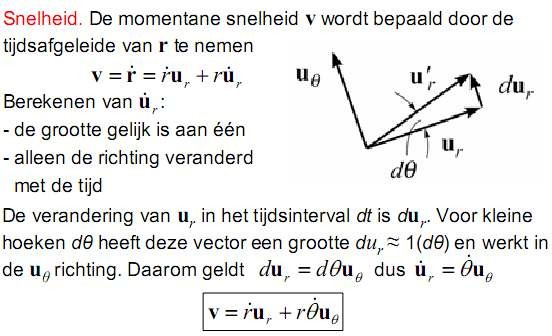 Snelheid. De momentane snelheid v wordt bepaald door de
tijdsafgeleide van r te nemen
v = ṙ = ṙu_r + ru̇_r
Berekenen van u̇_r:
- de grootte gelijk is aan één
- alleen de richting veranderd
met de tijd
u_θ
u′_r
du_r
u_r
dθ
De verandering van u_r in het tijdsinterval dt is du_r. Voor kleine
hoeken dθ heeft deze vector een grootte du_r ≈ 1(dθ) en werkt in
de u_θ richting. Daarom geldt du_r = dθu_θ dus u̇_r = θ̇u_θ
v = ṙu_r + rθ̇u_θ